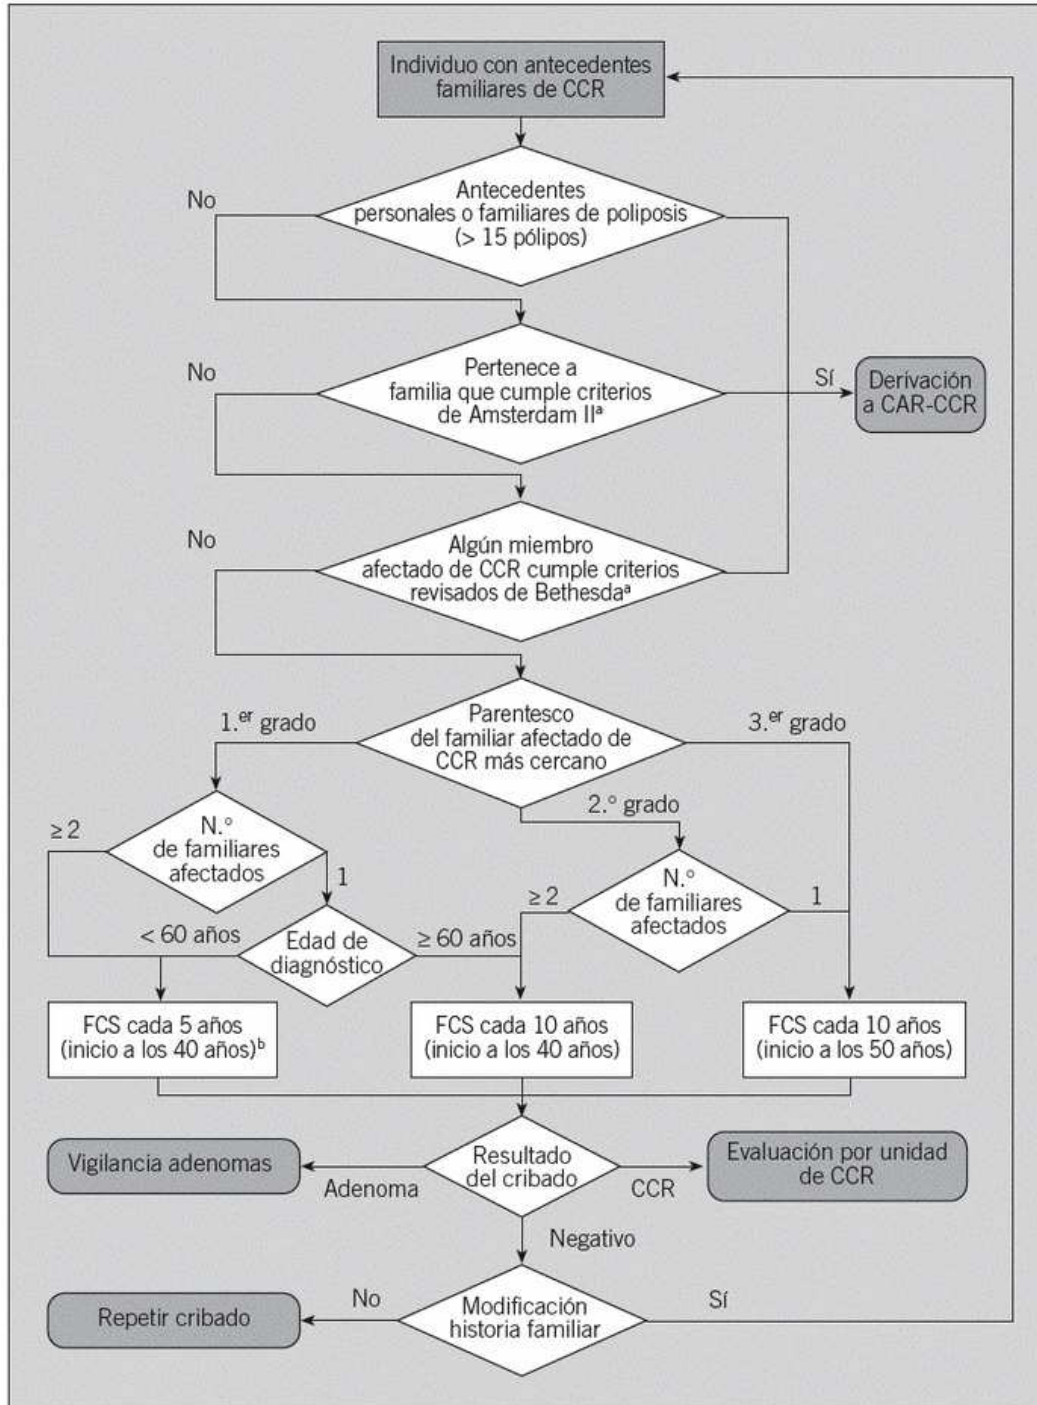 Individuo con antecedentes
familiares de CCR
No
Antecedentes
personales o familiares de poliposis
(> 15 pólipos)
No
Pertenece a
familia que cumple criterios
de Amsterdam IIª
Sí
Derivación
a CAR-CCR
No
Algún miembro
afectado de CCR cumple criterios
revisados de Bethesdaª
1.er grado
Parentesco
del familiar afectado de
CCR más cercano
3.er grado
2.º grado
≥ 2
N.º
de familiares
afectados
1
≥ 2
N.º
de familiares
afectados
1
< 60 años
Edad de
diagnóstico
≥ 60 años
FCS cada 5 años
(inicio a los 40 años)ᵇ
FCS cada 10 años
(inicio a los 40 años)
FCS cada 10 años
(inicio a los 50 años)
Vigilancia adenomas
Adenoma
Resultado
del cribado
CCR
Evaluación por unidad
de CCR
Negativo
Repetir cribado
No
Modificación
historia familiar
Sí